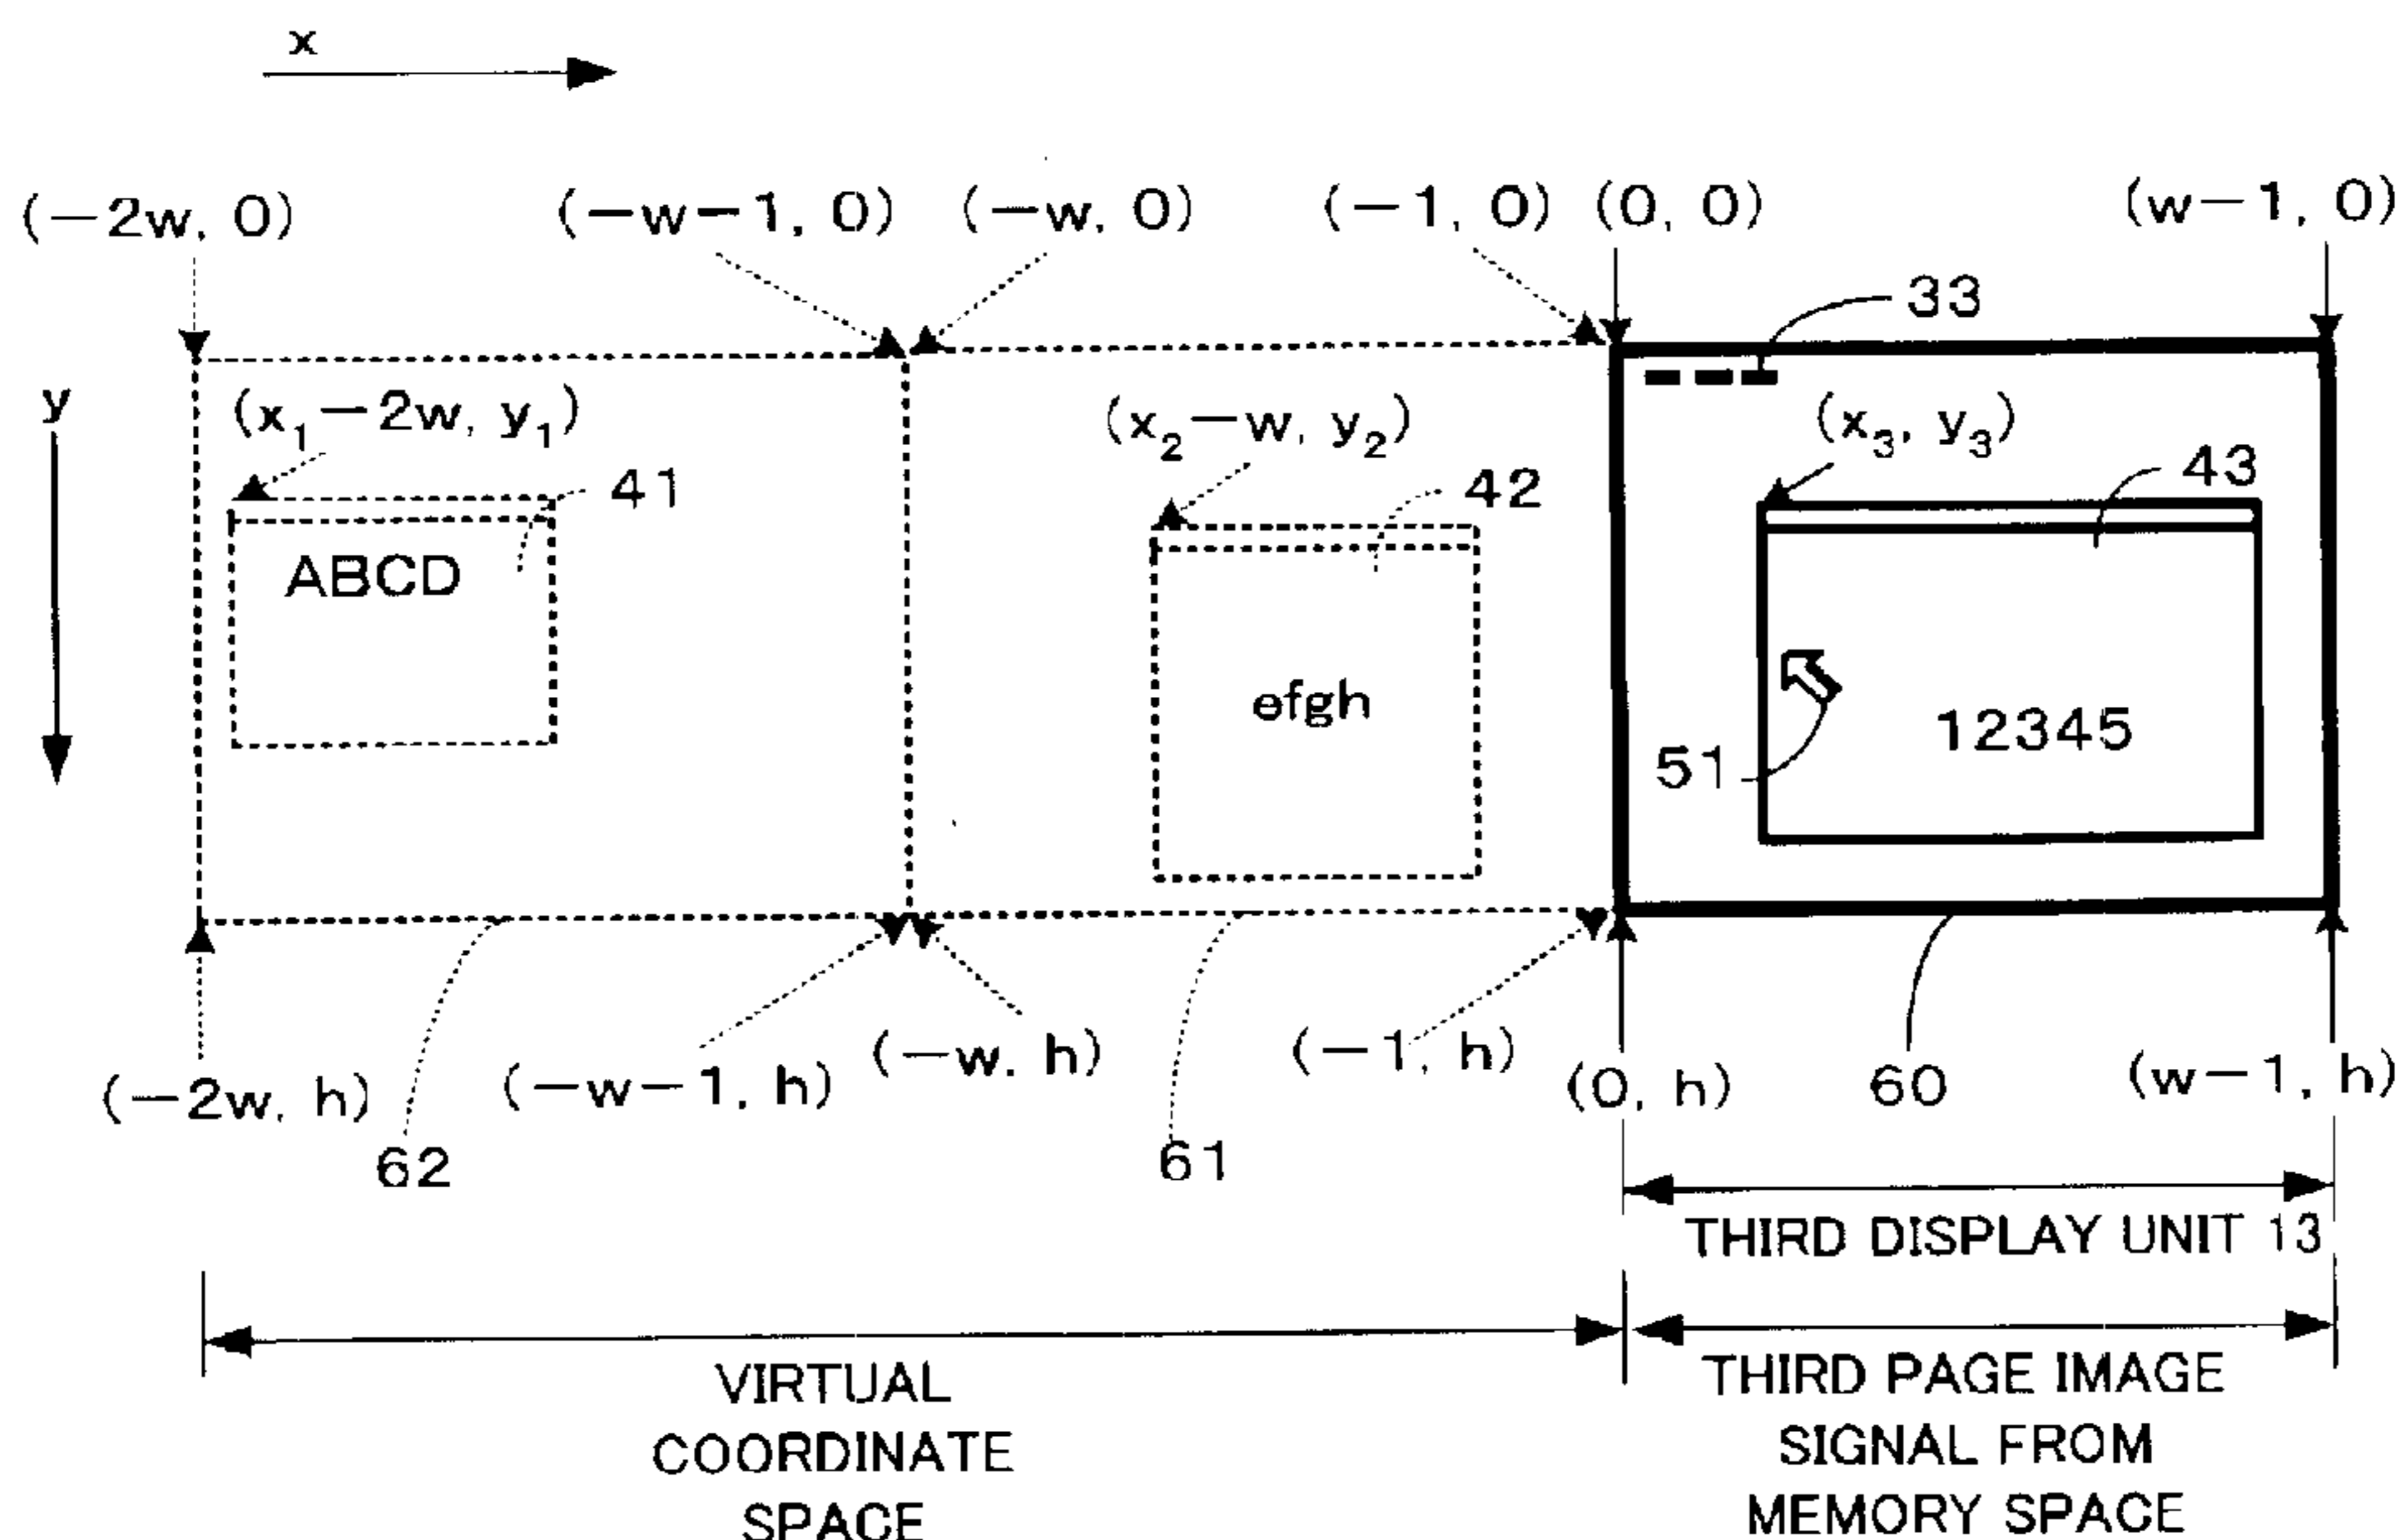 x
(−2w, 0)
(−w−1, 0)
(−w, 0)
(−1, 0)
(0, 0)
(w−1, 0)
33
y
(x₁−2w, y₁)
(x₂−w, y₂)
(x₃, y₃)
41
42
43
ABCD
efgh
12345
51
(−2w, h)
(−w−1, h)
(−w, h)
(−1, h)
(0, h)
60
(w−1, h)
62
61
THIRD DISPLAY UNIT 13
VIRTUAL
COORDINATE
SPACE
THIRD PAGE IMAGE
SIGNAL FROM
MEMORY SPACE